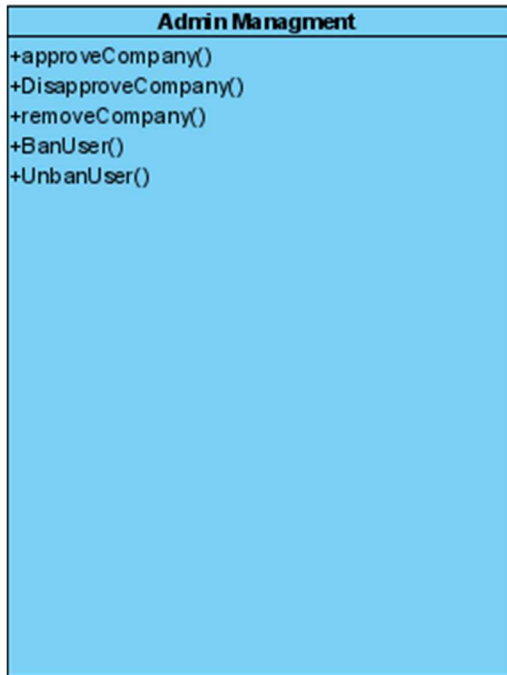 Admin Managment
+approveCompany()
+DisapproveCompany()
+removeCompany()
+BanUser()
+UnbanUser()